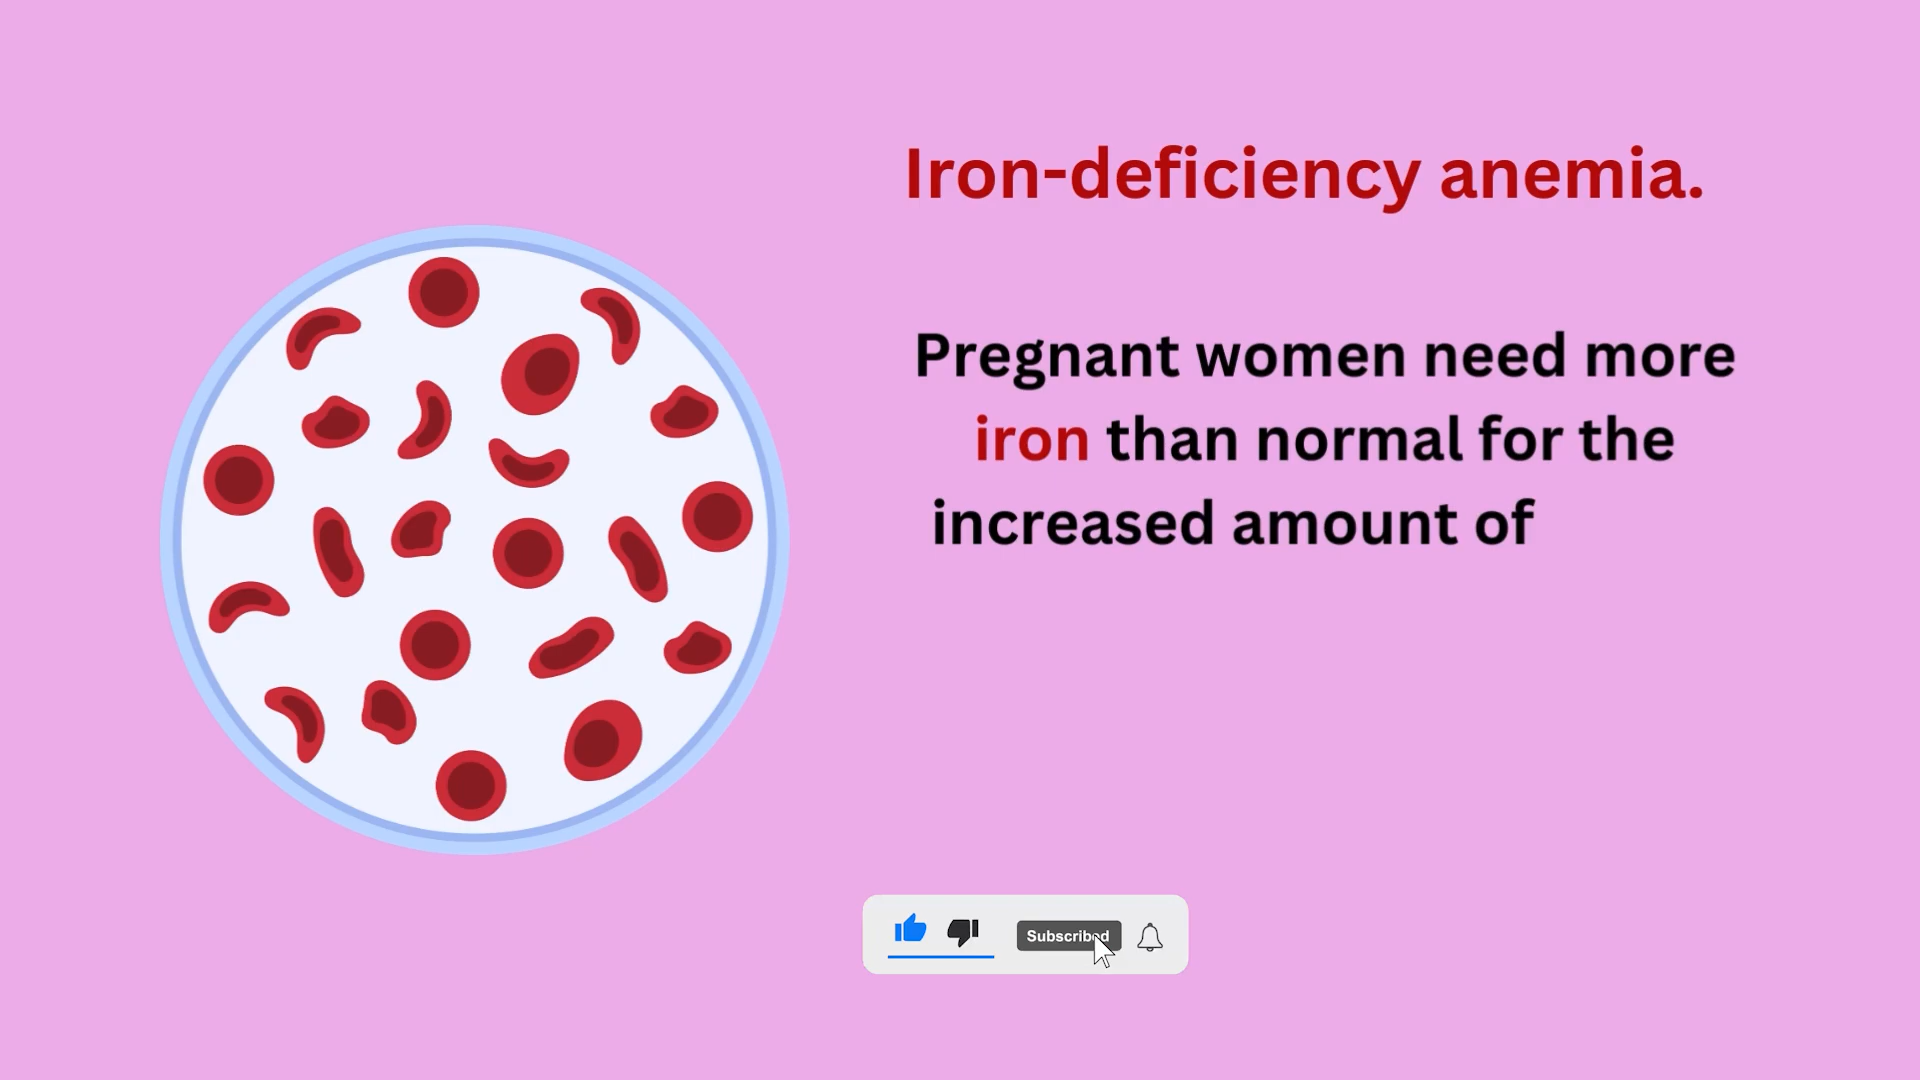 Iron-deficiency anemia.
Pregnant women need more
iron than normal for the
increased amount of
Subscribed